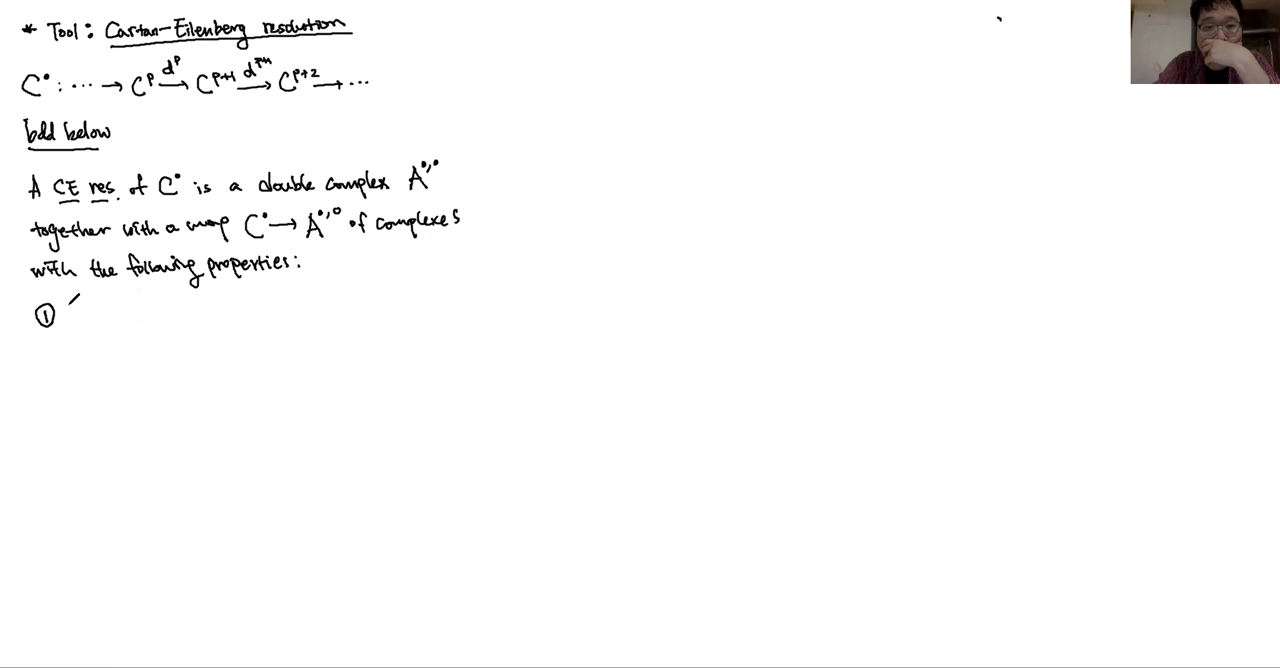 * Tool : Cartan-Eilenberg resolution
C• : ··· → C^p —d^p→ C^{p+1} —d^{p+1}→ C^{p+2} → ···
bdd below
A CE res. of C• is a double complex A^{•,•}
together with a map C• → A^{•,0} of complexes
with the following properties:
①